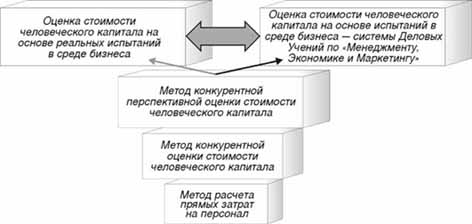 Оценка стоимости
человеческого капитала на
основе реальных испытаний
в среде бизнеса
Оценка стоимости человеческого
капитала на основе испытаний в
среде бизнеса — системы Деловых
Учений по «Менеджменту,
Экономике и Маркетингу»
Метод конкурентной
перспективной оценки стоимости
человеческого капитала
Метод конкурентной
оценки стоимости
человеческого капитала
Метод расчета
прямых затрат
на персонал